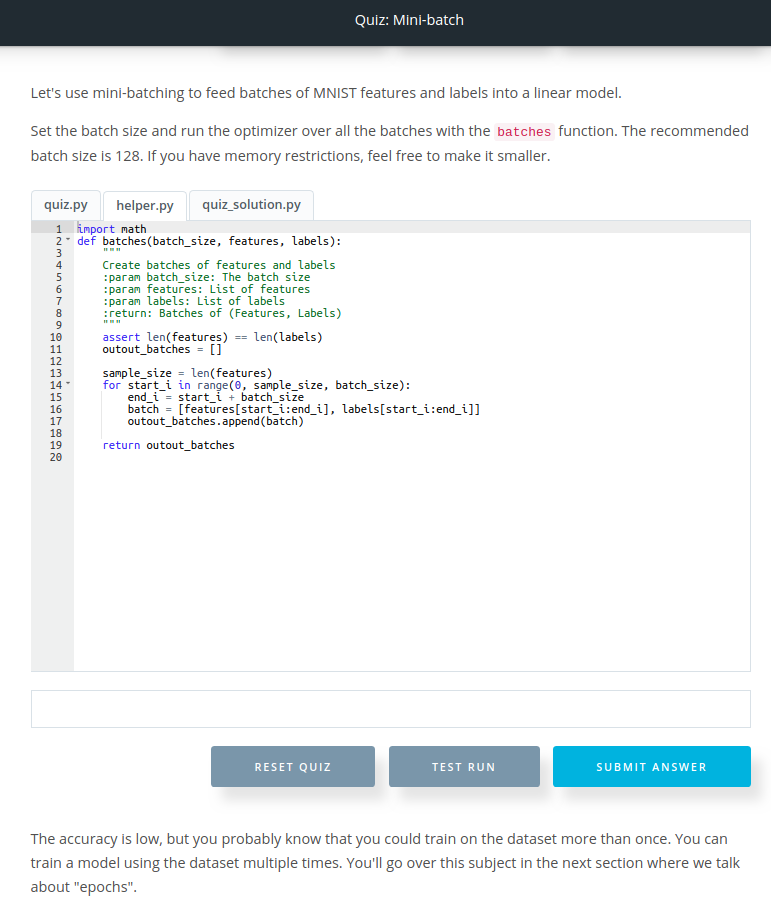 Quiz: Mini-batch
Let's use mini-batching to feed batches of MNIST features and labels into a linear model.
Set the batch size and run the optimizer over all the batches with the batches function. The recommended
batch size is 128. If you have memory restrictions, feel free to make it smaller.
quiz.py helper.py quiz_solution.py
1 import math
2 def batches(batch_size, features, labels):
3     """
4     Create batches of features and labels
5     :param batch_size: The batch size
6     :param features: List of features
7     :param labels: List of labels
8     :return: Batches of (Features, Labels)
9     """
10     assert len(features) == len(labels)
11     outout_batches = []
12
13     sample_size = len(features)
14     for start_i in range(0, sample_size, batch_size):
15         end_i = start_i + batch_size
16         batch = [features[start_i:end_i], labels[start_i:end_i]]
17         outout_batches.append(batch)
18
19     return outout_batches
20
RESET QUIZ TEST RUN SUBMIT ANSWER
The accuracy is low, but you probably know that you could train on the dataset more than once. You can
train a model using the dataset multiple times. You'll go over this subject in the next section where we talk
about "epochs".